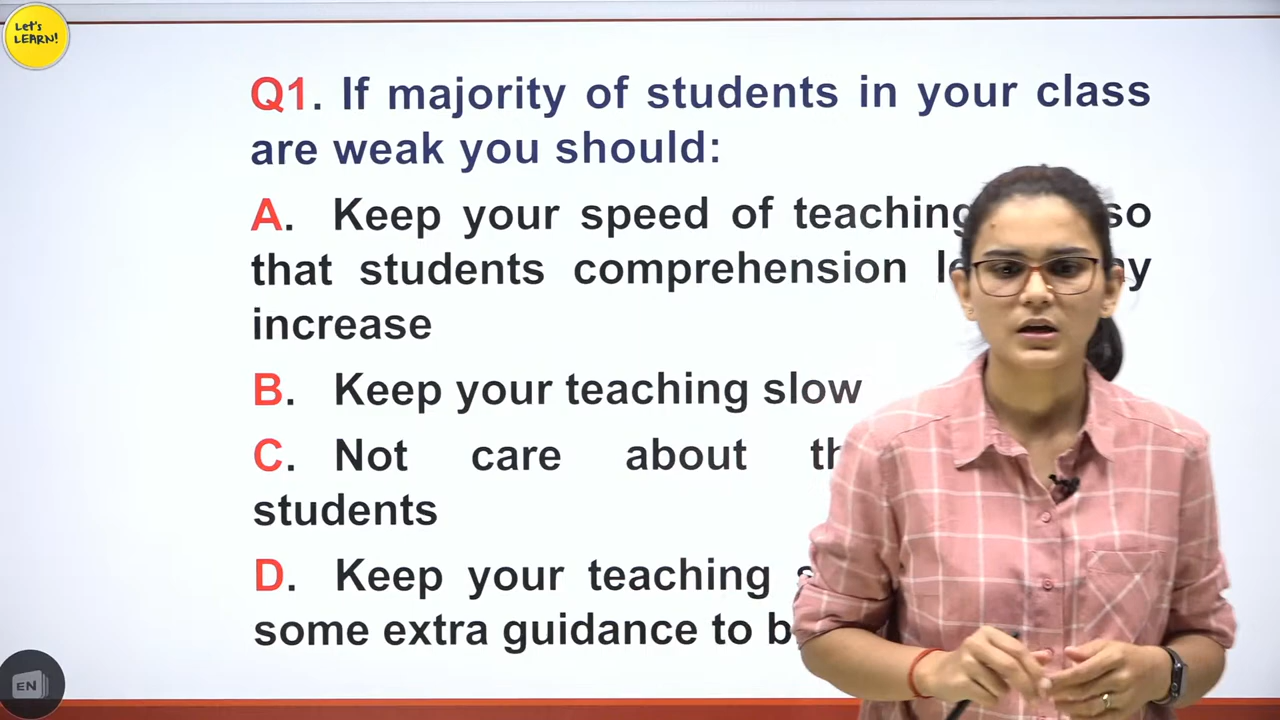 Let's
LEARN!
Q1. If majority of students in your class
are weak you should:
A. Keep your speed of teaching so
that students comprehension
increase
B. Keep your teaching slow
C. Not care about
students
D. Keep your teaching
some extra guidance to
EN